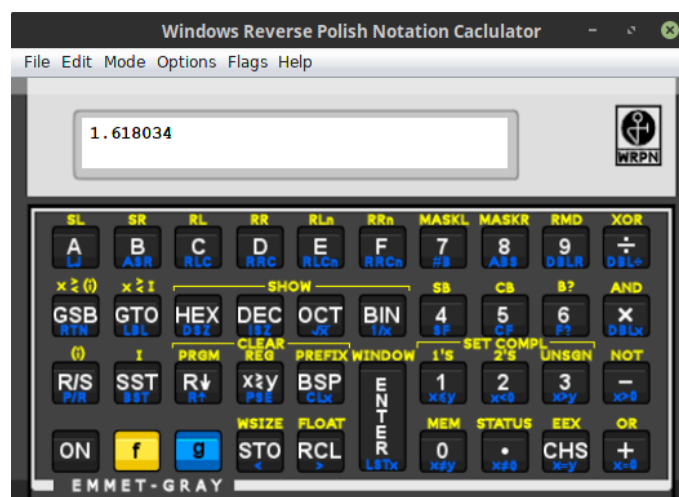 Windows Reverse Polish Notation Caclulator
File Edit Mode Options Flags Help
1.618034
WRPN
SL SR RL RR RLn RRn MASKL MASKR RMD XOR
A B C D E F 7 8 9 ÷
LJ ASR RLC RRC RLCn RRCn #B ABS DBLR DBL÷
x≷(i) x≷I SHOW SB CB B? AND
GSB GTO HEX DEC OCT BIN 4 5 6 ×
RTN LBL DSZ ISZ √x 1/x SF CF F? DBLx
CLEAR SET COMPL
(i) I PRGM REG PREFIX WINDOW 1'S 2'S UNSGN NOT
R/S SST R↓ x≷y BSP ENTER 1 2 3 −
P/R BST R↑ PSE CLx x≤y x<0 x>y x>0
WSIZE FLOAT MEM STATUS EEX OR
ON f g STO RCL 0 • CHS +
< > LSTx x≠y x≠0 x=y x=0
EMMET-GRAY